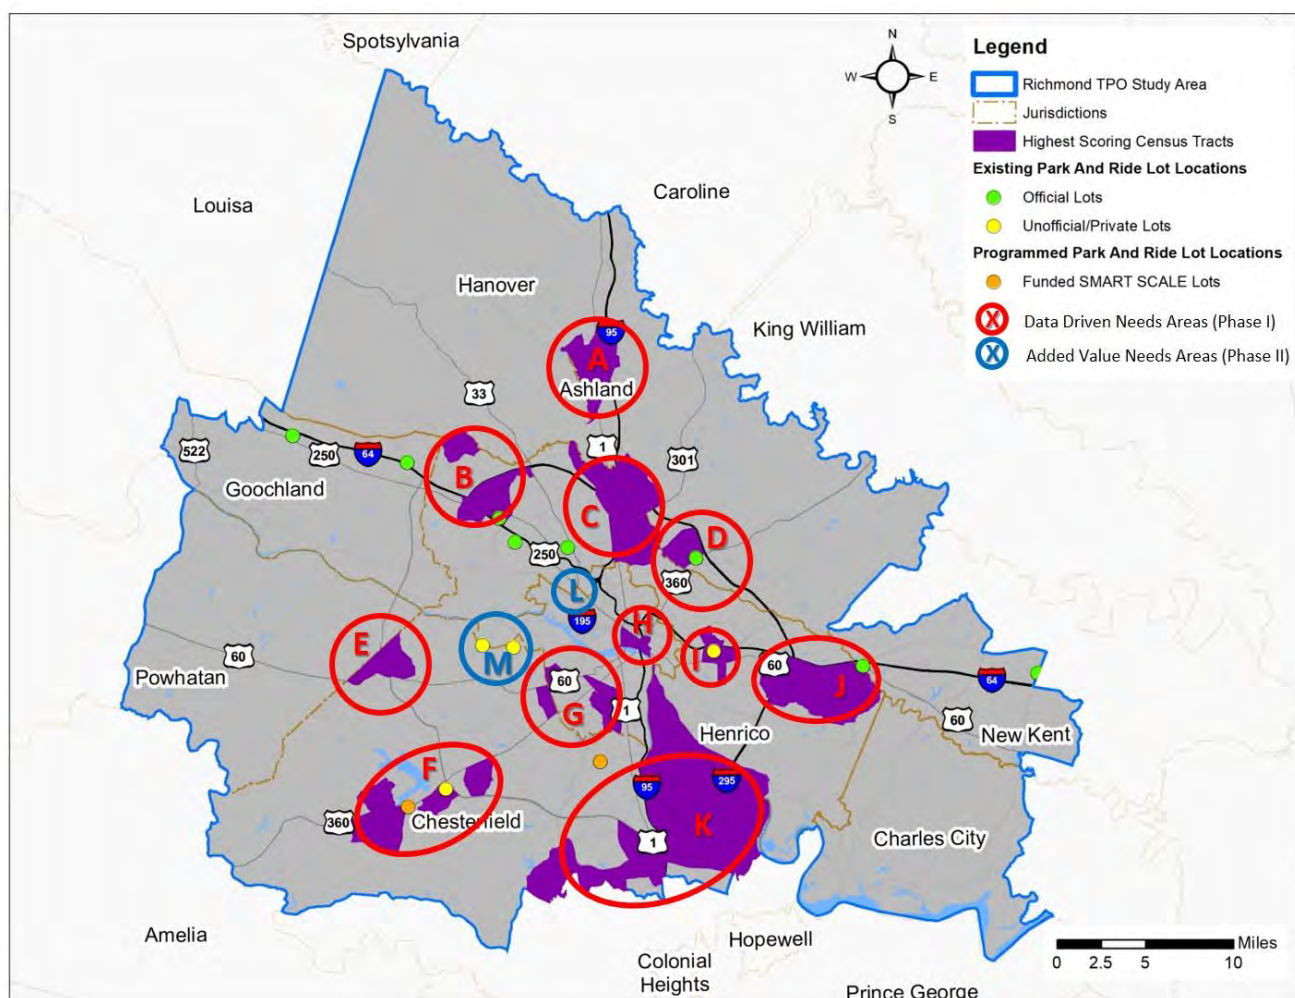 Spotsylvania
N
W E
S
Legend
Richmond TPO Study Area
Jurisdictions
Highest Scoring Census Tracts
Existing Park And Ride Lot Locations
Official Lots
Unofficial/Private Lots
Programmed Park And Ride Lot Locations
Funded SMART SCALE Lots
X Data Driven Needs Areas (Phase I)
X Added Value Needs Areas (Phase II)
Louisa
Caroline
Hanover
King William
95
A
Ashland
33
522
250
64
1
301
B
Goochland
C
D
250
360
L
195
H
E
60
M
I
60
J
Powhatan
60
G
1
64
60
New Kent
Henrico
F
95
295
360
Chesterfield
K
1
Charles City
Amelia
Hopewell
Colonial
Heights
Prince George
Miles
0 2.5 5 10